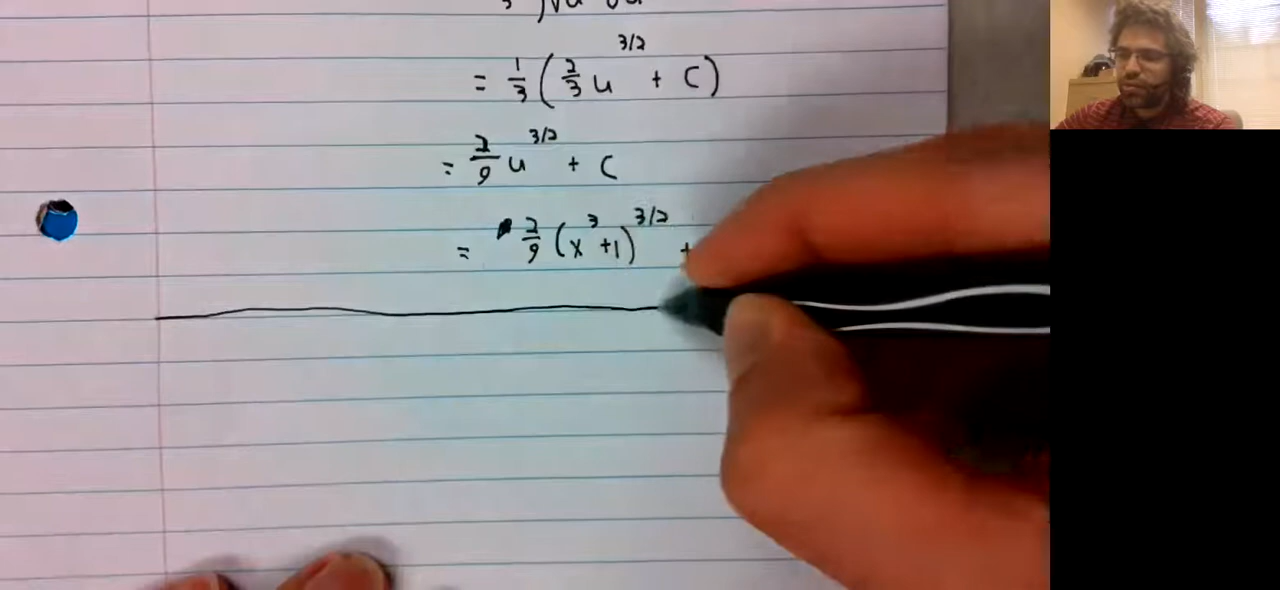 = 1/3 (2/3 u^{3/2} + C)
= 2/9 u^{3/2} + C
= 2/9 (x^3 + 1)^{3/2} +